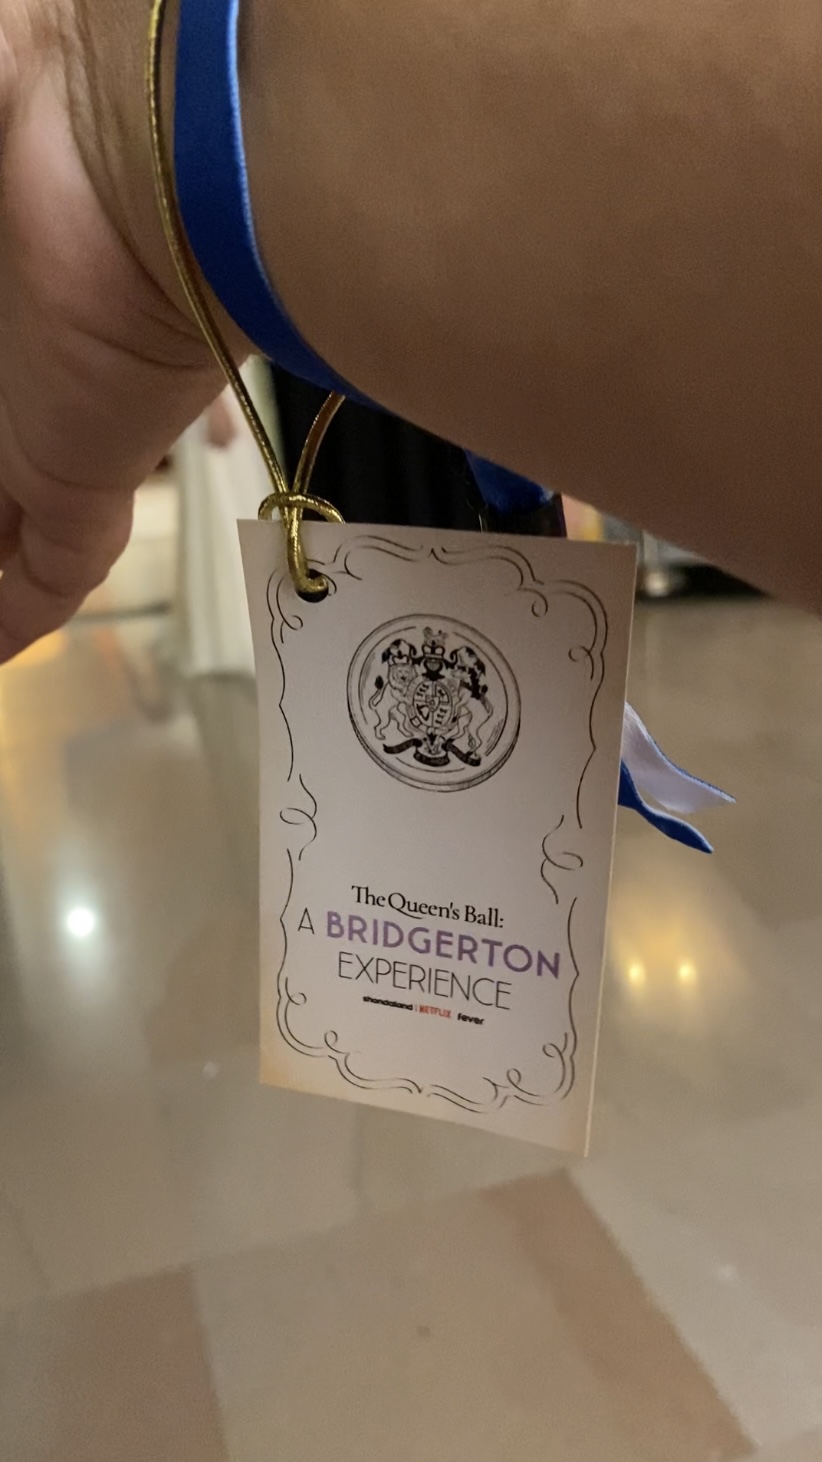 The Queen's Ball:
A BRIDGERTON
EXPERIENCE
shondaland | NETFLIX fever